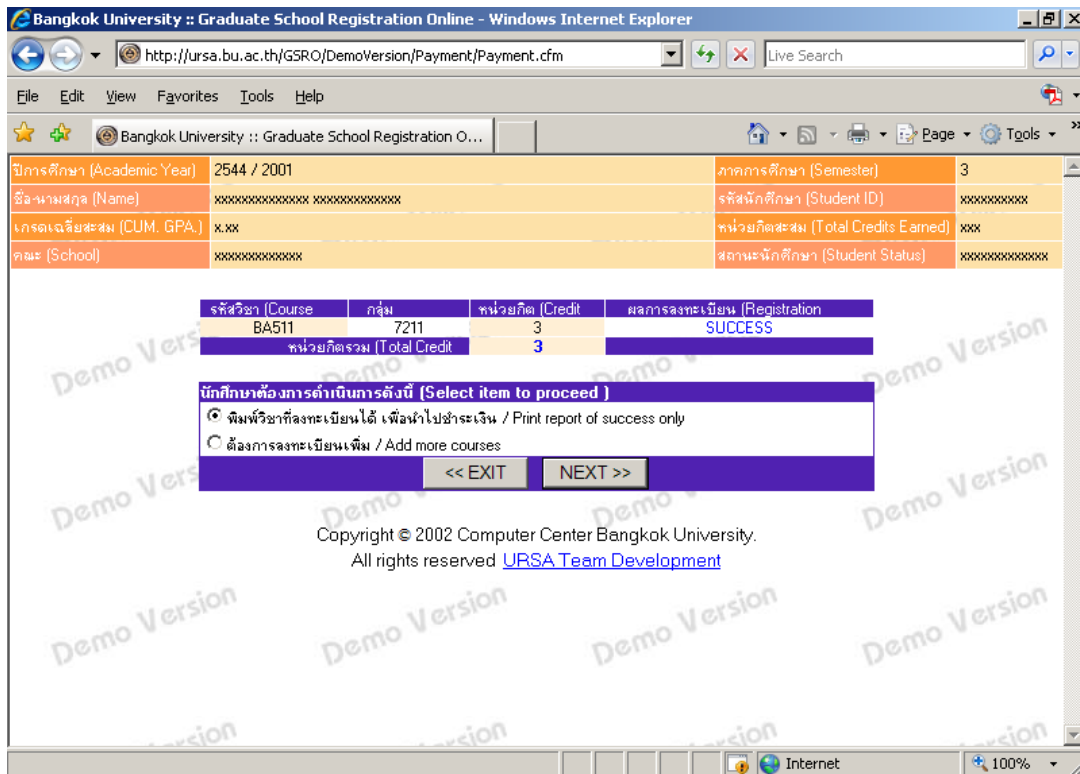 Bangkok University :: Graduate School Registration Online - Windows Internet Explorer
http://ursa.bu.ac.th/GSRO/DemoVersion/Payment/Payment.cfm Live Search
File Edit View Favorites Tools Help
Bangkok University :: Graduate School Registration O... Page Tools
ปีการศึกษา (Academic Year) 2544 / 2001 ภาคการศึกษา (Semester) 3
ชื่อ-นามสกุล (Name) xxxxxxxxxxxxxx xxxxxxxxxxxxx รหัสนักศึกษา (Student ID) xxxxxxxxxx
เกรดเฉลี่ยสะสม (CUM. GPA.) x.xx หน่วยกิตสะสม (Total Credits Earned) xxx
คณะ (School) xxxxxxxxxxxxx สถานะนักศึกษา (Student Status) xxxxxxxxxxxxx
รหัสวิชา (Course กลุ่ม หน่วยกิต (Credit ผลการลงทะเบียน (Registration
BA511 7211 3 SUCCESS
หน่วยกิตรวม (Total Credit 3
นักศึกษาต้องการดำเนินการดังนี้ (Select item to proceed )
พิมพ์วิชาที่ลงทะเบียนได้ เพื่อนำไปชำระเงิน / Print report of success only
ต้องการลงทะเบียนเพิ่ม / Add more courses
<< EXIT NEXT >>
Copyright © 2002 Computer Center Bangkok University.
All rights reserved URSA Team Development
Demo Version Demo Version Demo Version Demo Version
Internet 100%